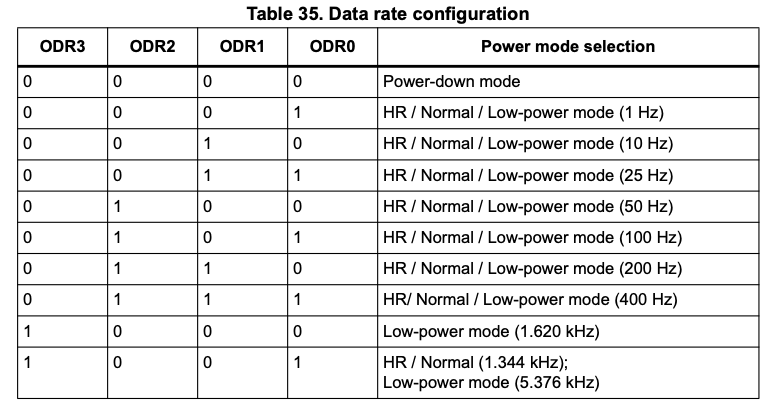 Table 35. Data rate configuration
ODR3 ODR2 ODR1 ODR0 Power mode selection
0 0 0 0 Power-down mode
0 0 0 1 HR / Normal / Low-power mode (1 Hz)
0 0 1 0 HR / Normal / Low-power mode (10 Hz)
0 0 1 1 HR / Normal / Low-power mode (25 Hz)
0 1 0 0 HR / Normal / Low-power mode (50 Hz)
0 1 0 1 HR / Normal / Low-power mode (100 Hz)
0 1 1 0 HR / Normal / Low-power mode (200 Hz)
0 1 1 1 HR/ Normal / Low-power mode (400 Hz)
1 0 0 0 Low-power mode (1.620 kHz)
1 0 0 1 HR / Normal (1.344 kHz);
Low-power mode (5.376 kHz)